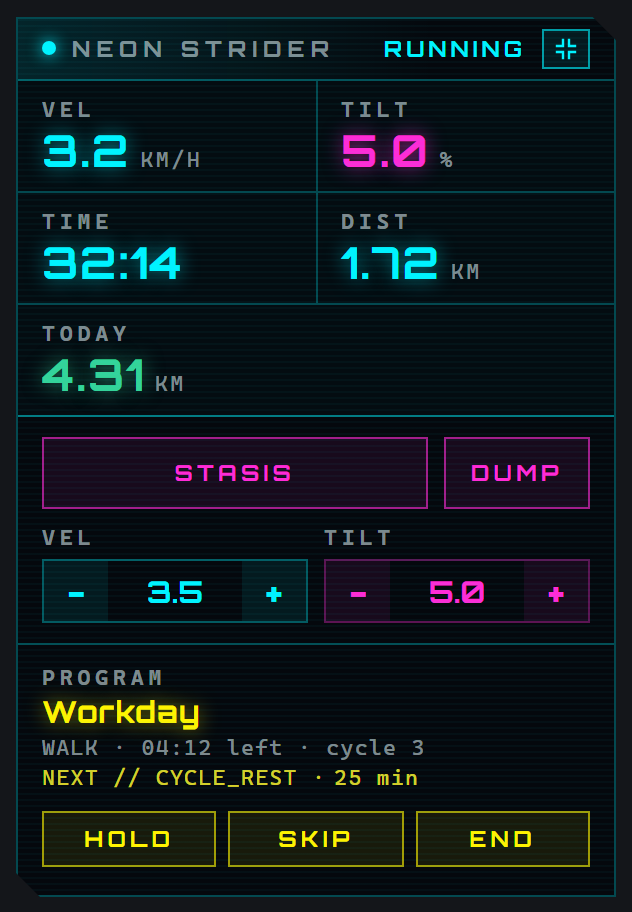 NEON STRIDER RUNNING
VEL TILT
3.2 KM/H 5.0 %
TIME DIST
32:14 1.72 KM
TODAY
4.31 KM
STASIS DUMP
VEL TILT
- 3.5 + - 5.0 +
PROGRAM
Workday
WALK · 04:12 left · cycle 3
NEXT // CYCLE_REST · 25 min
HOLD SKIP END